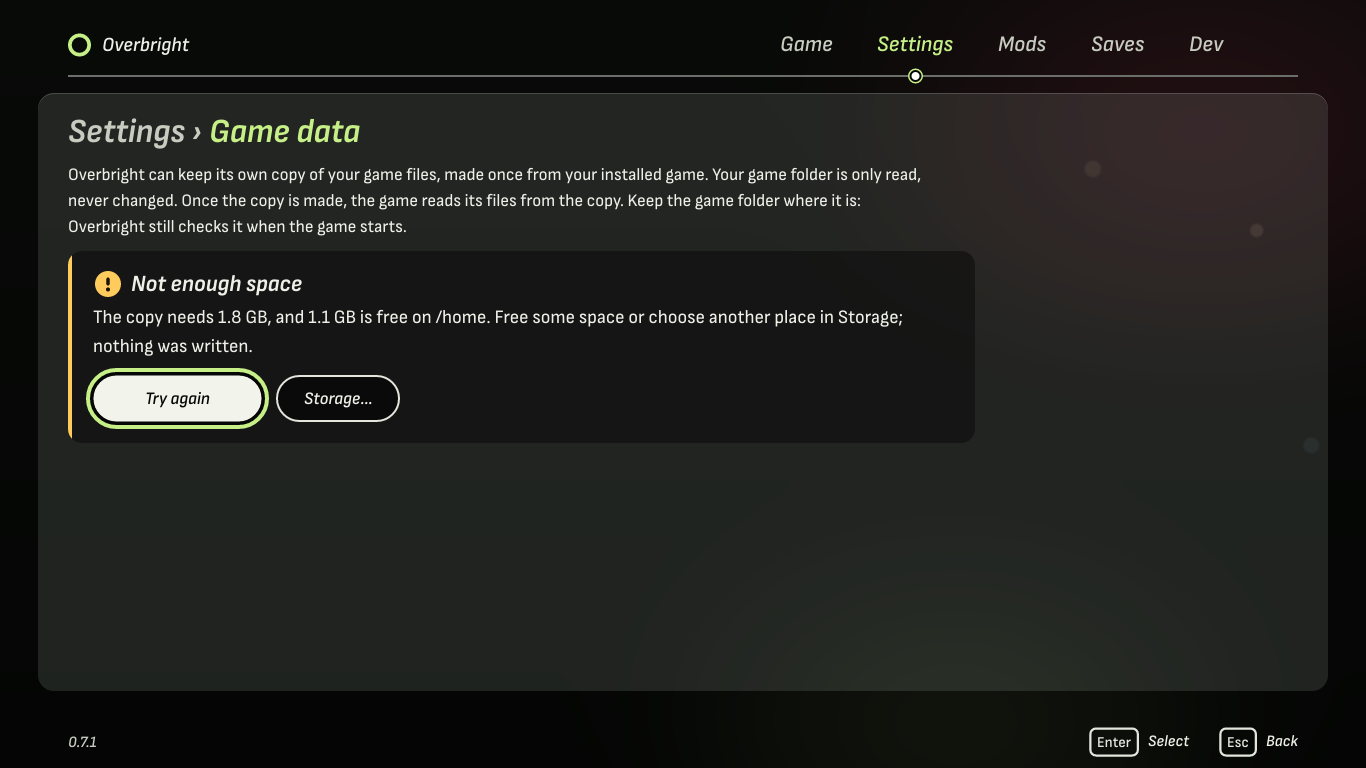 Overbright
Game Settings Mods Saves Dev
Settings › Game data
Overbright can keep its own copy of your game files, made once from your installed game. Your game folder is only read,
never changed. Once the copy is made, the game reads its files from the copy. Keep the game folder where it is:
Overbright still checks it when the game starts.
Not enough space
The copy needs 1.8 GB, and 1.1 GB is free on /home. Free some space or choose another place in Storage;
nothing was written.
Try again Storage...
0.7.1
Enter Select Esc Back